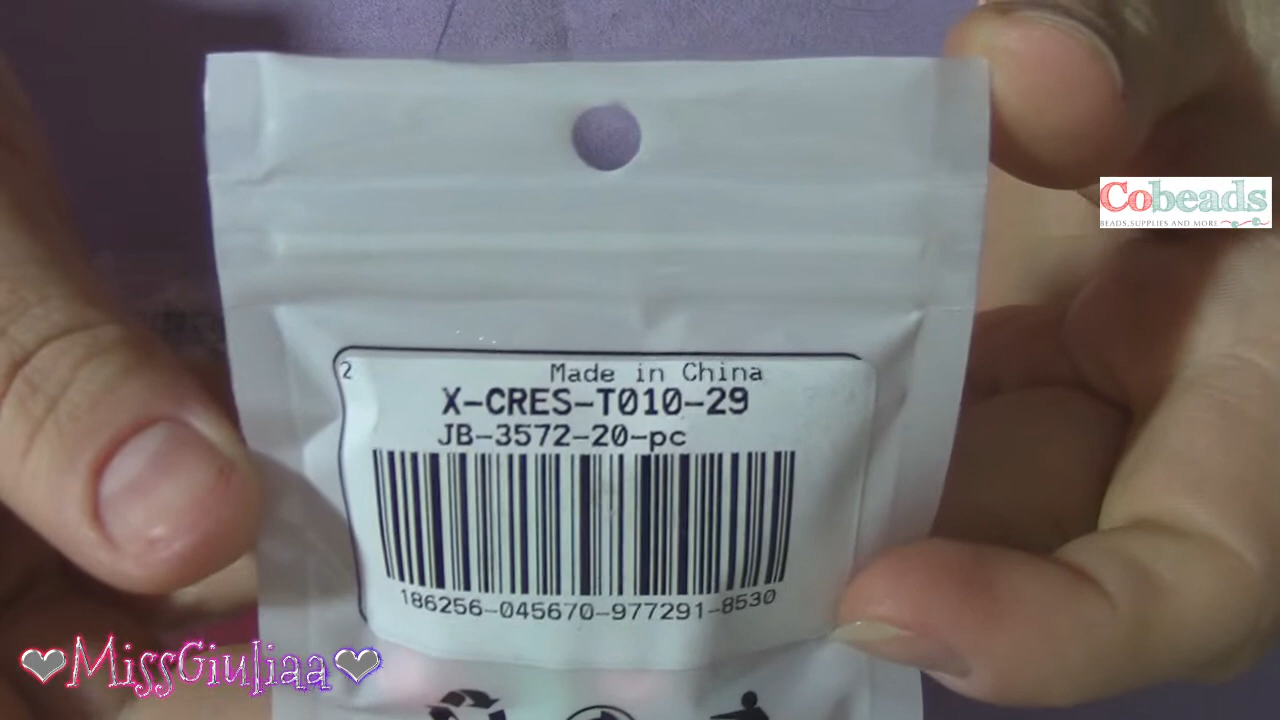 Cobeads
BEADS, SUPPLIES AND MORE
2
Made in China
X-CRES-T010-29
JB-3572-20-pc
186256-045670-977291-8530
MissGiuliaa